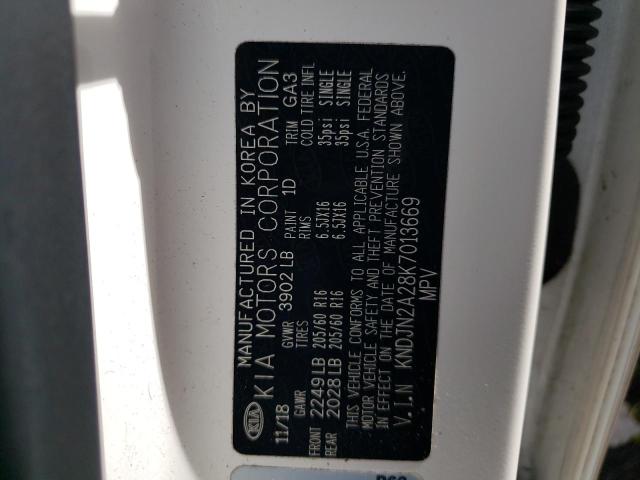 KIA
MANUFACTURED IN KOREA BY
KIA MOTORS CORPORATION
11/18 GVWR 3902 LB PAINT 1D TRIM GA3
GAWR TIRES RIMS COLD TIRE INFL
FRONT 2249LB 205/60 R16 6.5JX16 35psi SINGLE
REAR 2028LB 205/60 R16 6.5JX16 35psi SINGLE
THIS VEHICLE CONFORMS TO ALL APPLICABLE U.S.A. FEDERAL
MOTOR VEHICLE SAFETY AND THEFT PREVENTION STANDARDS
IN EFFECT ON THE DATE OF MANUFACTURE SHOWN ABOVE.
V.I.N KNDJN2A28K7013669
MPV